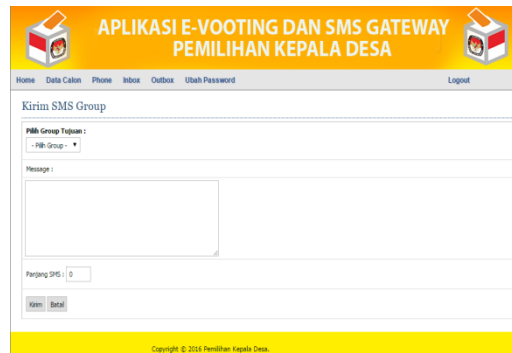 APLIKASI E-VOOTING DAN SMS GATEWAY
PEMILIHAN KEPALA DESA
Home Data Calon Phone Inbox Outbox Ubah Password Logout
Kirim SMS Group
Pilih Group Tujuan :
- Pilih Group -
Message :
Panjang SMS : 0
Kirim Batal
Copyright © 2016 Pemilihan Kepala Desa.